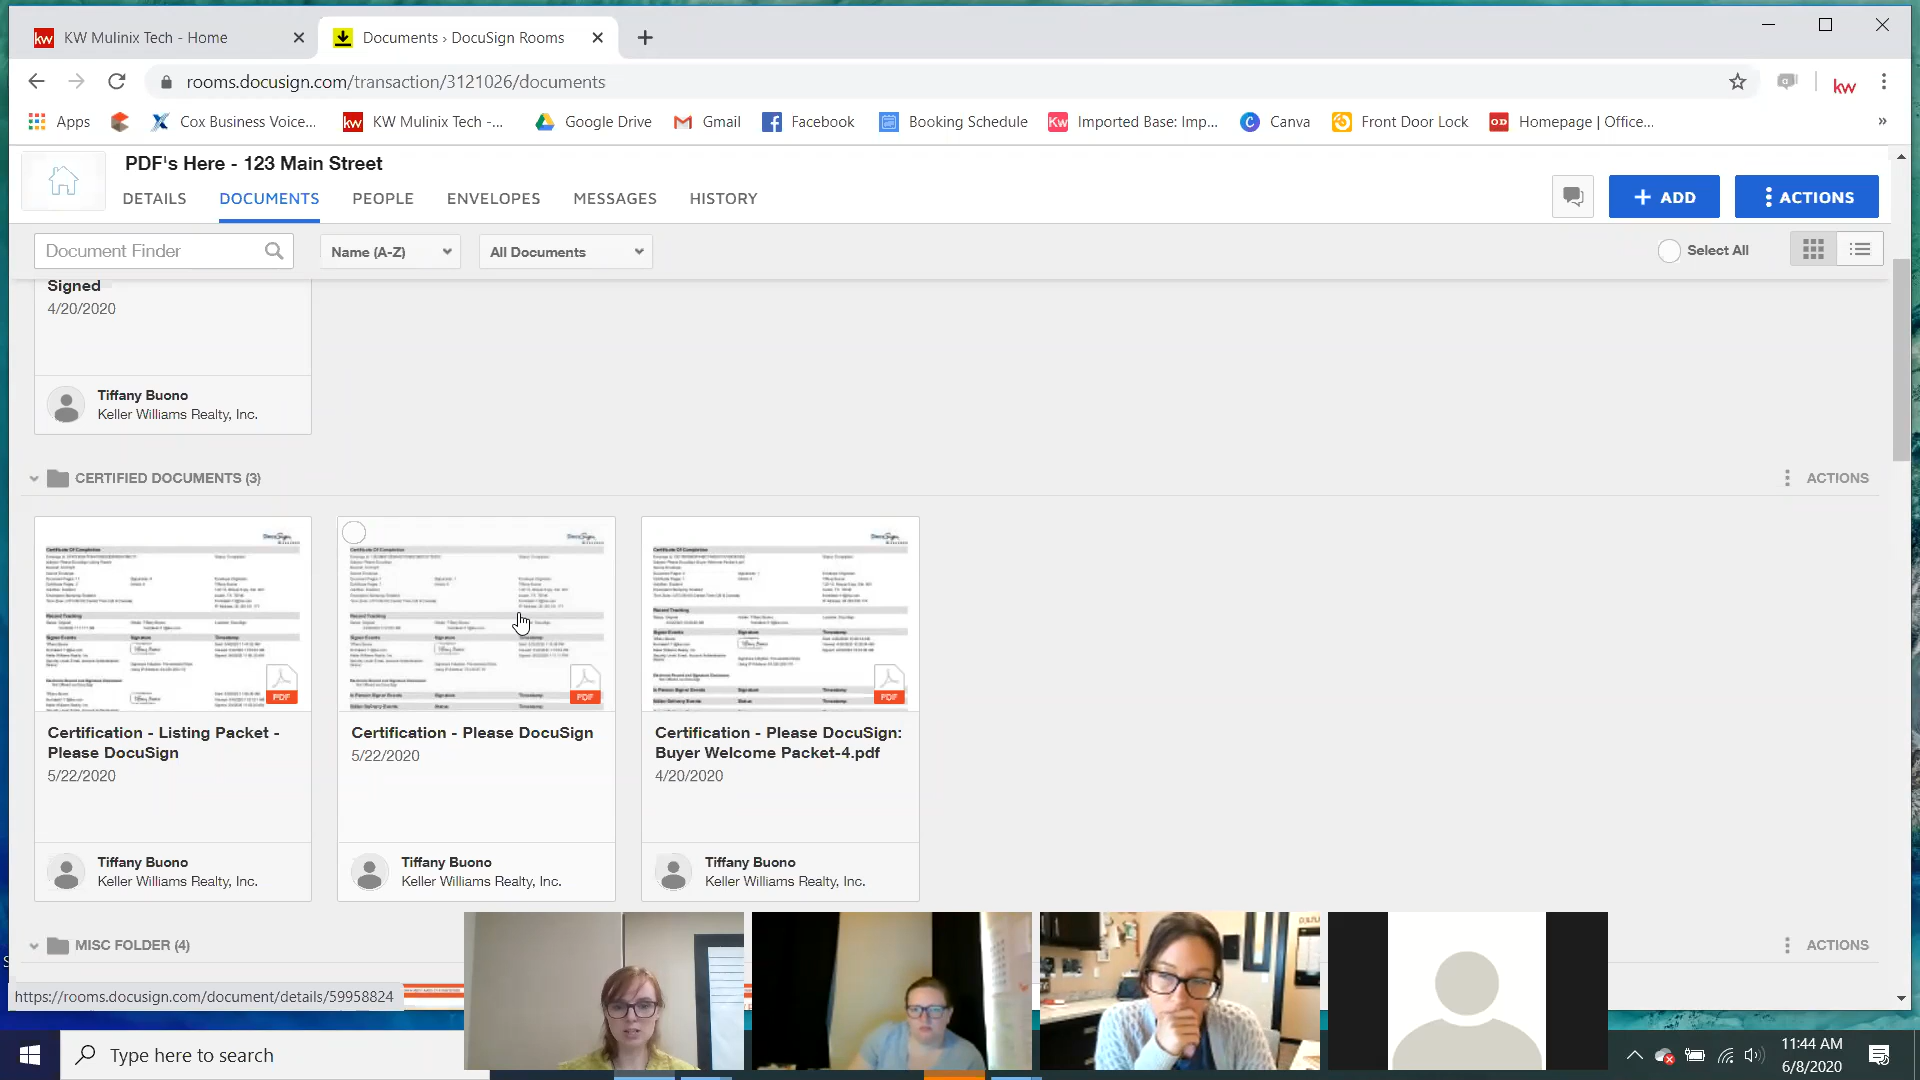 KW Mulinix Tech - Home
Documents › DocuSign Rooms
rooms.docusign.com/transaction/3121026/documents
Apps
Cox Business Voice...
KW Mulinix Tech -...
Google Drive
Gmail
Facebook
Booking Schedule
Imported Base: Imp...
Canva
Front Door Lock
Homepage | Office...
PDF's Here - 123 Main Street
DETAILS
DOCUMENTS
PEOPLE
ENVELOPES
MESSAGES
HISTORY
ADD
ACTIONS
Document Finder
Name (A-Z)
All Documents
Select All
Signed
4/20/2020
Tiffany Buono
Keller Williams Realty, Inc.
CERTIFIED DOCUMENTS (3)
ACTIONS
PDF
Certification - Listing Packet -
Please DocuSign
5/22/2020
Tiffany Buono
Keller Williams Realty, Inc.
PDF
Certification - Please DocuSign
5/22/2020
Tiffany Buono
Keller Williams Realty, Inc.
PDF
Certification - Please DocuSign:
Buyer Welcome Packet-4.pdf
4/20/2020
Tiffany Buono
Keller Williams Realty, Inc.
MISC FOLDER (4)
ACTIONS
https://rooms.docusign.com/document/details/59958824
Type here to search
11:44 AM
6/8/2020